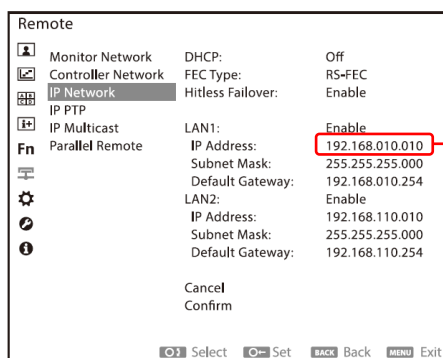 Remote
Monitor Network
Controller Network
IP Network
IP PTP
IP Multicast
Parallel Remote
Fn
DHCP: Off
FEC Type: RS-FEC
Hitless Failover: Enable
LAN1: Enable
IP Address: 192.168.010.010
Subnet Mask: 255.255.255.000
Default Gateway: 192.168.010.254
LAN2: Enable
IP Address: 192.168.110.010
Subnet Mask: 255.255.255.000
Default Gateway: 192.168.110.254
Cancel
Confirm
Select Set BACK Back MENU Exit